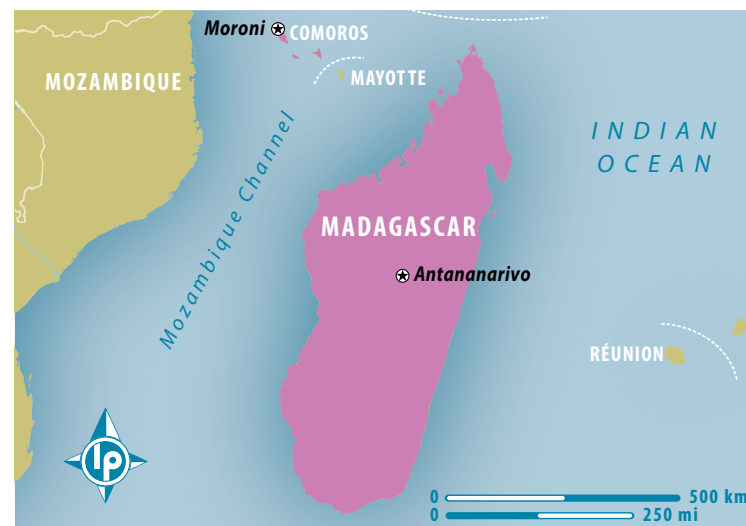 Moroni
COMOROS
MOZAMBIQUE
MAYOTTE
INDIAN
OCEAN
Mozambique Channel
MADAGASCAR
Antananarivo
RÉUNION
lp
0 500 km
0 250 mi